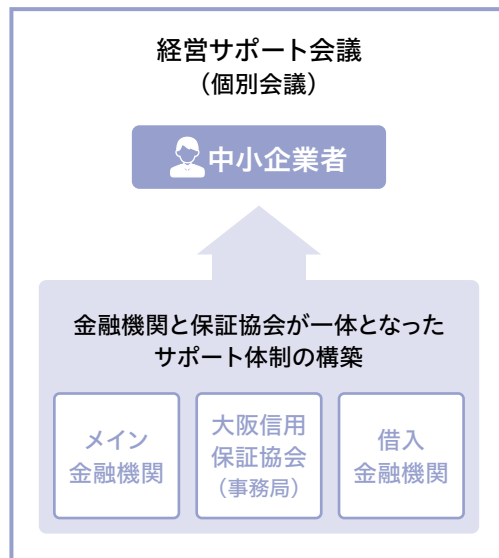 経営サポート会議
（個別会議）
中小企業者
金融機関と保証協会が一体となった
サポート体制の構築
メイン
金融機関
大阪信用
保証協会
（事務局）
借入
金融機関